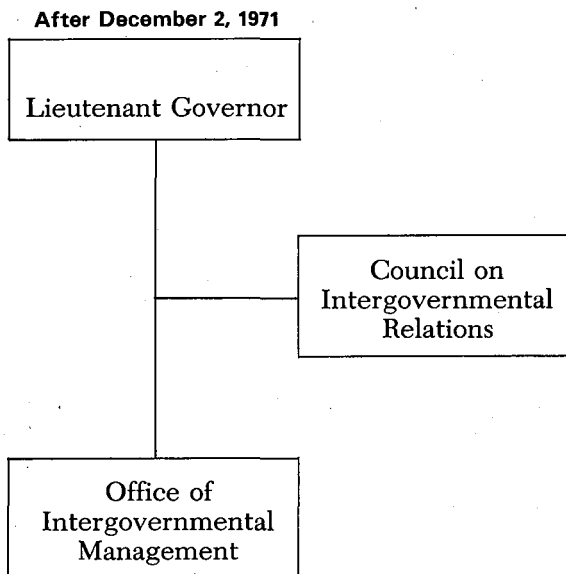 After December 2, 1971
Lieutenant Governor
Council on
Intergovernmental
Relations
Office of
Intergovernmental
Management